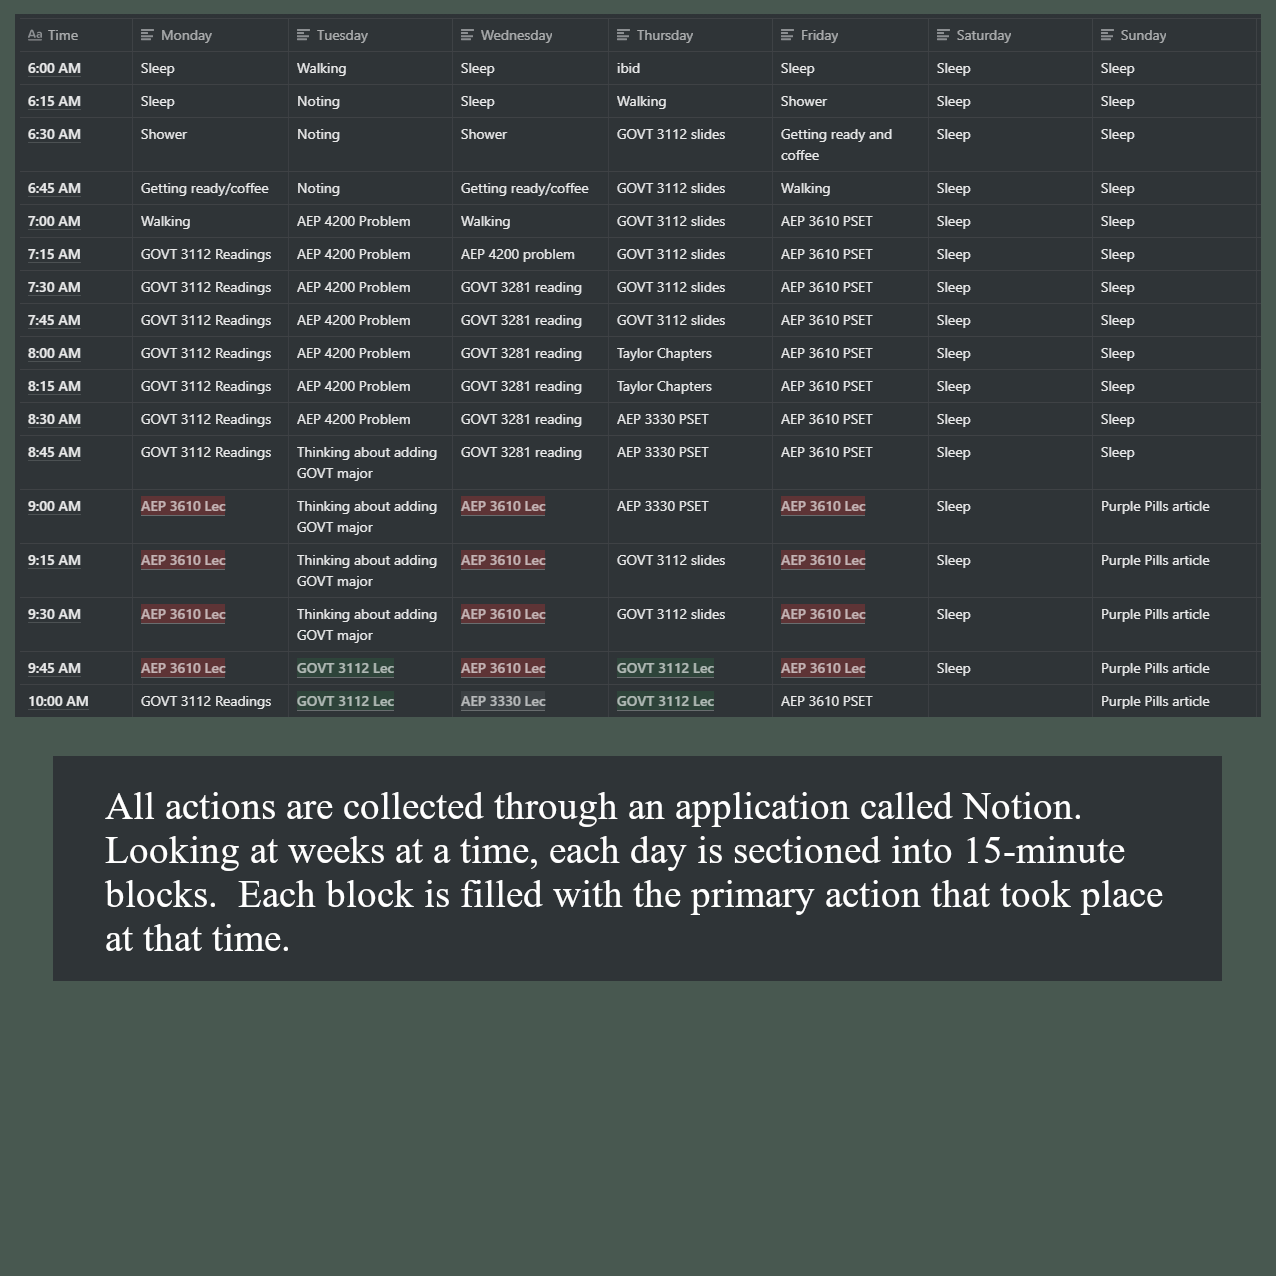 Aa Time Monday Tuesday Wednesday Thursday Friday Saturday Sunday
6:00 AM Sleep Walking Sleep ibid Sleep Sleep Sleep
6:15 AM Sleep Noting Sleep Walking Shower Sleep Sleep
6:30 AM Shower Noting Shower GOVT 3112 slides Getting ready and Sleep Sleep
coffee
6:45 AM Getting ready/coffee Noting Getting ready/coffee GOVT 3112 slides Walking Sleep Sleep
7:00 AM Walking AEP 4200 Problem Walking GOVT 3112 slides AEP 3610 PSET Sleep Sleep
7:15 AM GOVT 3112 Readings AEP 4200 Problem AEP 4200 problem GOVT 3112 slides AEP 3610 PSET Sleep Sleep
7:30 AM GOVT 3112 Readings AEP 4200 Problem GOVT 3281 reading GOVT 3112 slides AEP 3610 PSET Sleep Sleep
7:45 AM GOVT 3112 Readings AEP 4200 Problem GOVT 3281 reading GOVT 3112 slides AEP 3610 PSET Sleep Sleep
8:00 AM GOVT 3112 Readings AEP 4200 Problem GOVT 3281 reading Taylor Chapters AEP 3610 PSET Sleep Sleep
8:15 AM GOVT 3112 Readings AEP 4200 Problem GOVT 3281 reading Taylor Chapters AEP 3610 PSET Sleep Sleep
8:30 AM GOVT 3112 Readings AEP 4200 Problem GOVT 3281 reading AEP 3330 PSET AEP 3610 PSET Sleep Sleep
8:45 AM GOVT 3112 Readings Thinking about adding GOVT 3281 reading AEP 3330 PSET AEP 3610 PSET Sleep Sleep
GOVT major
9:00 AM AEP 3610 Lec Thinking about adding AEP 3610 Lec AEP 3330 PSET AEP 3610 Lec Sleep Purple Pills article
GOVT major
9:15 AM AEP 3610 Lec Thinking about adding AEP 3610 Lec GOVT 3112 slides AEP 3610 Lec Sleep Purple Pills article
GOVT major
9:30 AM AEP 3610 Lec Thinking about adding AEP 3610 Lec GOVT 3112 slides AEP 3610 Lec Sleep Purple Pills article
GOVT major
9:45 AM AEP 3610 Lec GOVT 3112 Lec AEP 3610 Lec GOVT 3112 Lec AEP 3610 Lec Sleep Purple Pills article
10:00 AM GOVT 3112 Readings GOVT 3112 Lec AEP 3330 Lec GOVT 3112 Lec AEP 3610 PSET Purple Pills article
All actions are collected through an application called Notion.
Looking at weeks at a time, each day is sectioned into 15-minute
blocks.  Each block is filled with the primary action that took place
at that time.